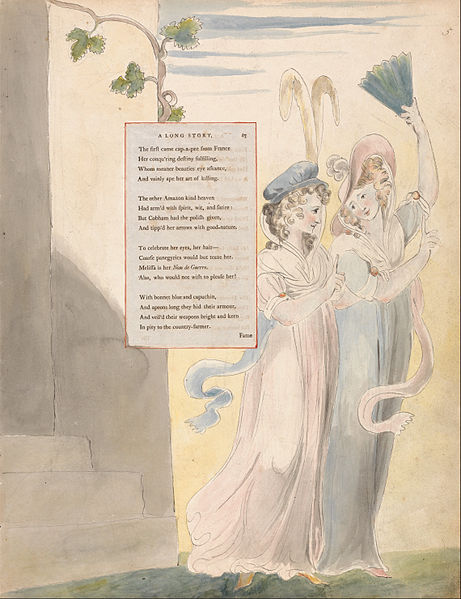 5
A LONG STORY. 67
The first came cap-a-pee from France
Her conqu'ring destiny fulfilling,
Whom meaner beauties eye askance,
And vainly ape her art of killing.
The other Amazon kind heaven
Had arm'd with spirit, wit, and satire:
But Cobham had the polish given,
And tipp'd her arrows with good-nature.
To celebrate her eyes, her hair—
Coarse panegyrics would but teaze her.
Melissa is her Nom de Guerre.
Alas, who would not wish to please her!
With bonnet blue and capuchin,
And aprons long they hid their armour,
And veil'd their weapons bright and keen
In pity to the country-farmer.
Fame